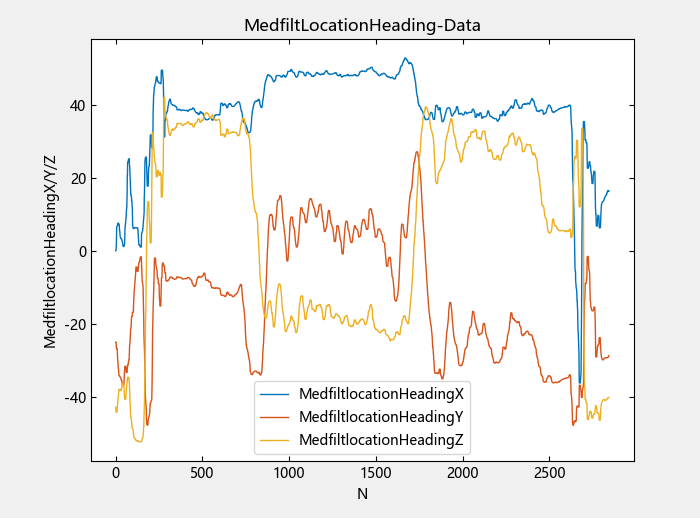 MedfiltLocationHeading-Data
MedfiltlocationHeadingX/Y/Z
40
20
0
-20
-40
0
500
1000
1500
2000
2500
N
MedfiltlocationHeadingX
MedfiltlocationHeadingY
MedfiltlocationHeadingZ